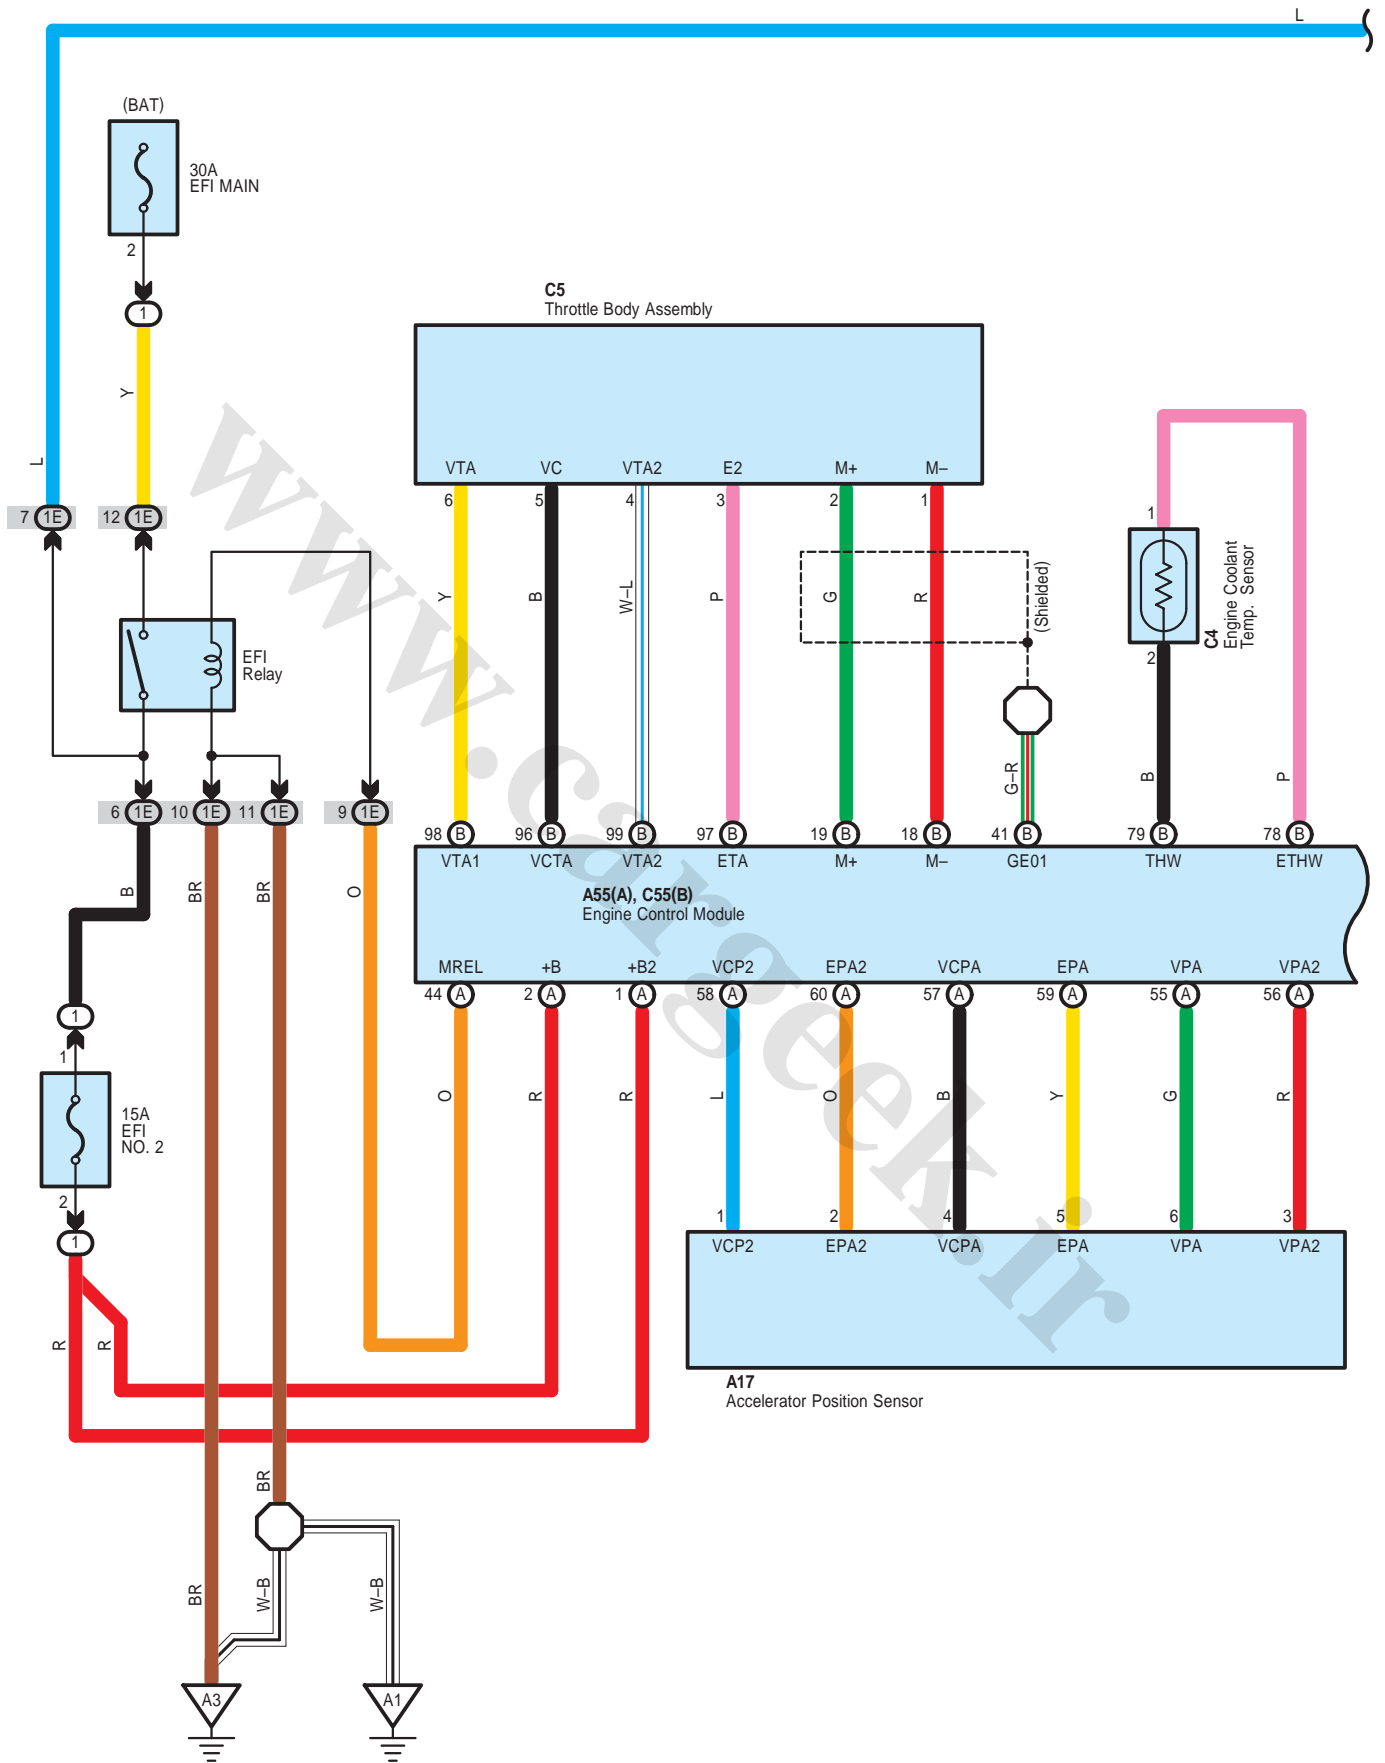 L
(BAT)
30A
EFI MAIN
2
1
Y
L
7 1E
12 1E
EFI
Relay
6 1E
10 1E
11 1E
9 1E
B
BR
BR
O
1
1
15A
EFI
NO. 2
2
1
R
R
BR
BR
W–B
W–B
A3
A1
C5
Throttle Body Assembly
VTA
VC
VTA2
E2
M+
M–
6
5
4
3
2
1
Y
B
W–L
P
G
R
(Shielded)
G–R
1
2
C4
Engine Coolant
Temp. Sensor
B
P
98 B
96 B
99 B
97 B
19 B
18 B
41 B
79 B
78 B
VTA1
VCTA
VTA2
ETA
M+
M–
GE01
THW
ETHW
A55(A), C55(B)
Engine Control Module
MREL
+B
+B2
VCP2
EPA2
VCPA
EPA
VPA
VPA2
44 A
2 A
1 A
58 A
60 A
57 A
59 A
55 A
56 A
O
R
R
L
O
B
Y
G
R
1
2
4
5
6
3
VCP2
EPA2
VCPA
EPA
VPA
VPA2
A17
Accelerator Position Sensor
www.cargeek.ir